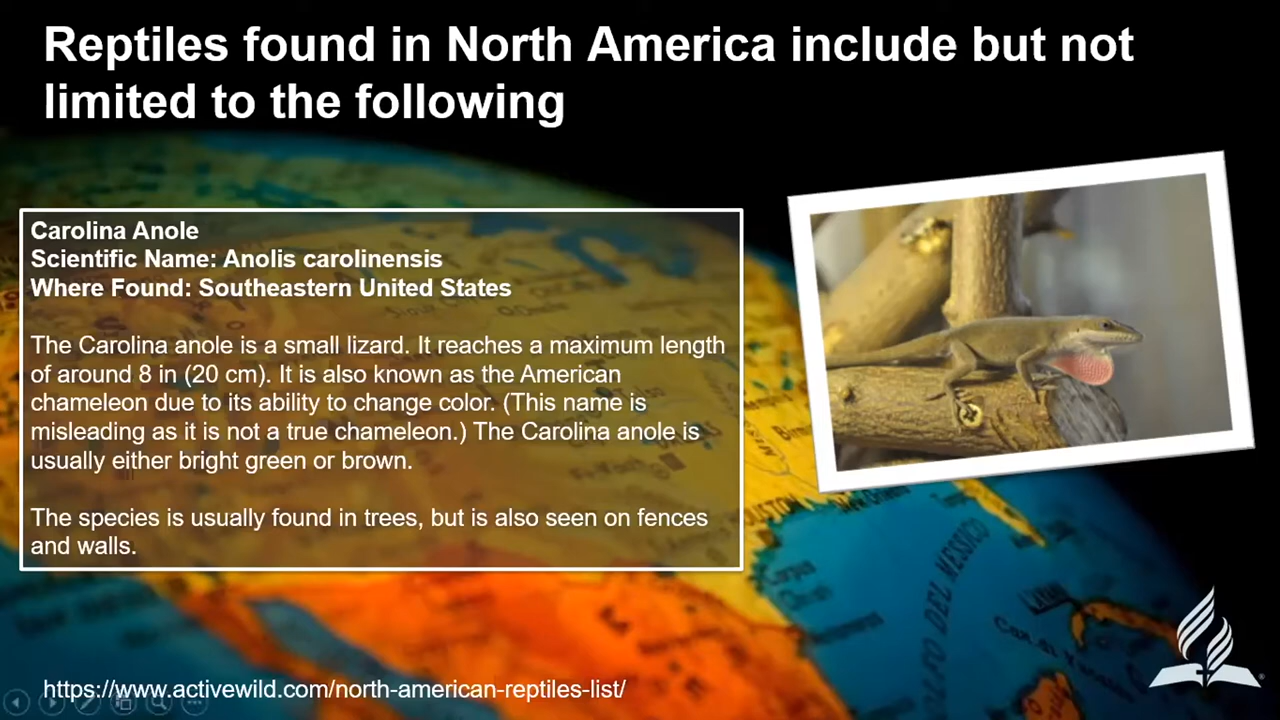 Reptiles found in North America include but not
limited to the following
Carolina Anole
Scientific Name: Anolis carolinensis
Where Found: Southeastern United States
The Carolina anole is a small lizard. It reaches a maximum length
of around 8 in (20 cm). It is also known as the American
chameleon due to its ability to change color. (This name is
misleading as it is not a true chameleon.) The Carolina anole is
usually either bright green or brown.
The species is usually found in trees, but is also seen on fences
and walls.
GOLFO DEL MESSICO
https://www.activewild.com/north-american-reptiles-list/